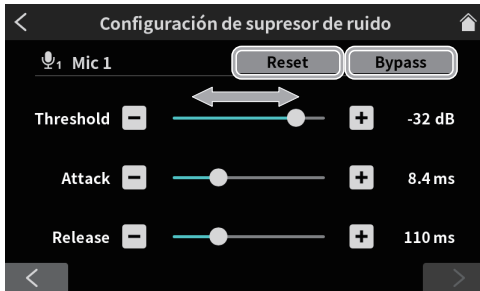 Configuración de supresor de ruido
1 Mic 1 Reset Bypass
Threshold -32 dB
Attack 8.4 ms
Release 110 ms